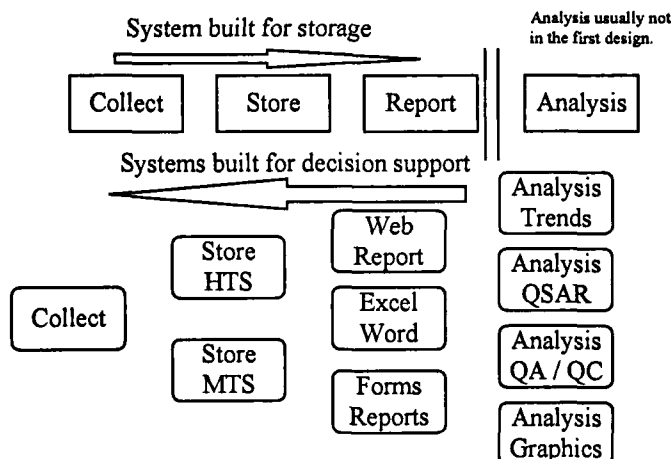 System built for storage
Analysis usually not
in the first design.
Collect
Store
Report
Analysis
Systems built for decision support
Analysis
Trends
Web
Report
Store
HTS
Analysis
QSAR
Collect
Excel
Word
Store
MTS
Analysis
QA / QC
Forms
Reports
Analysis
Graphics